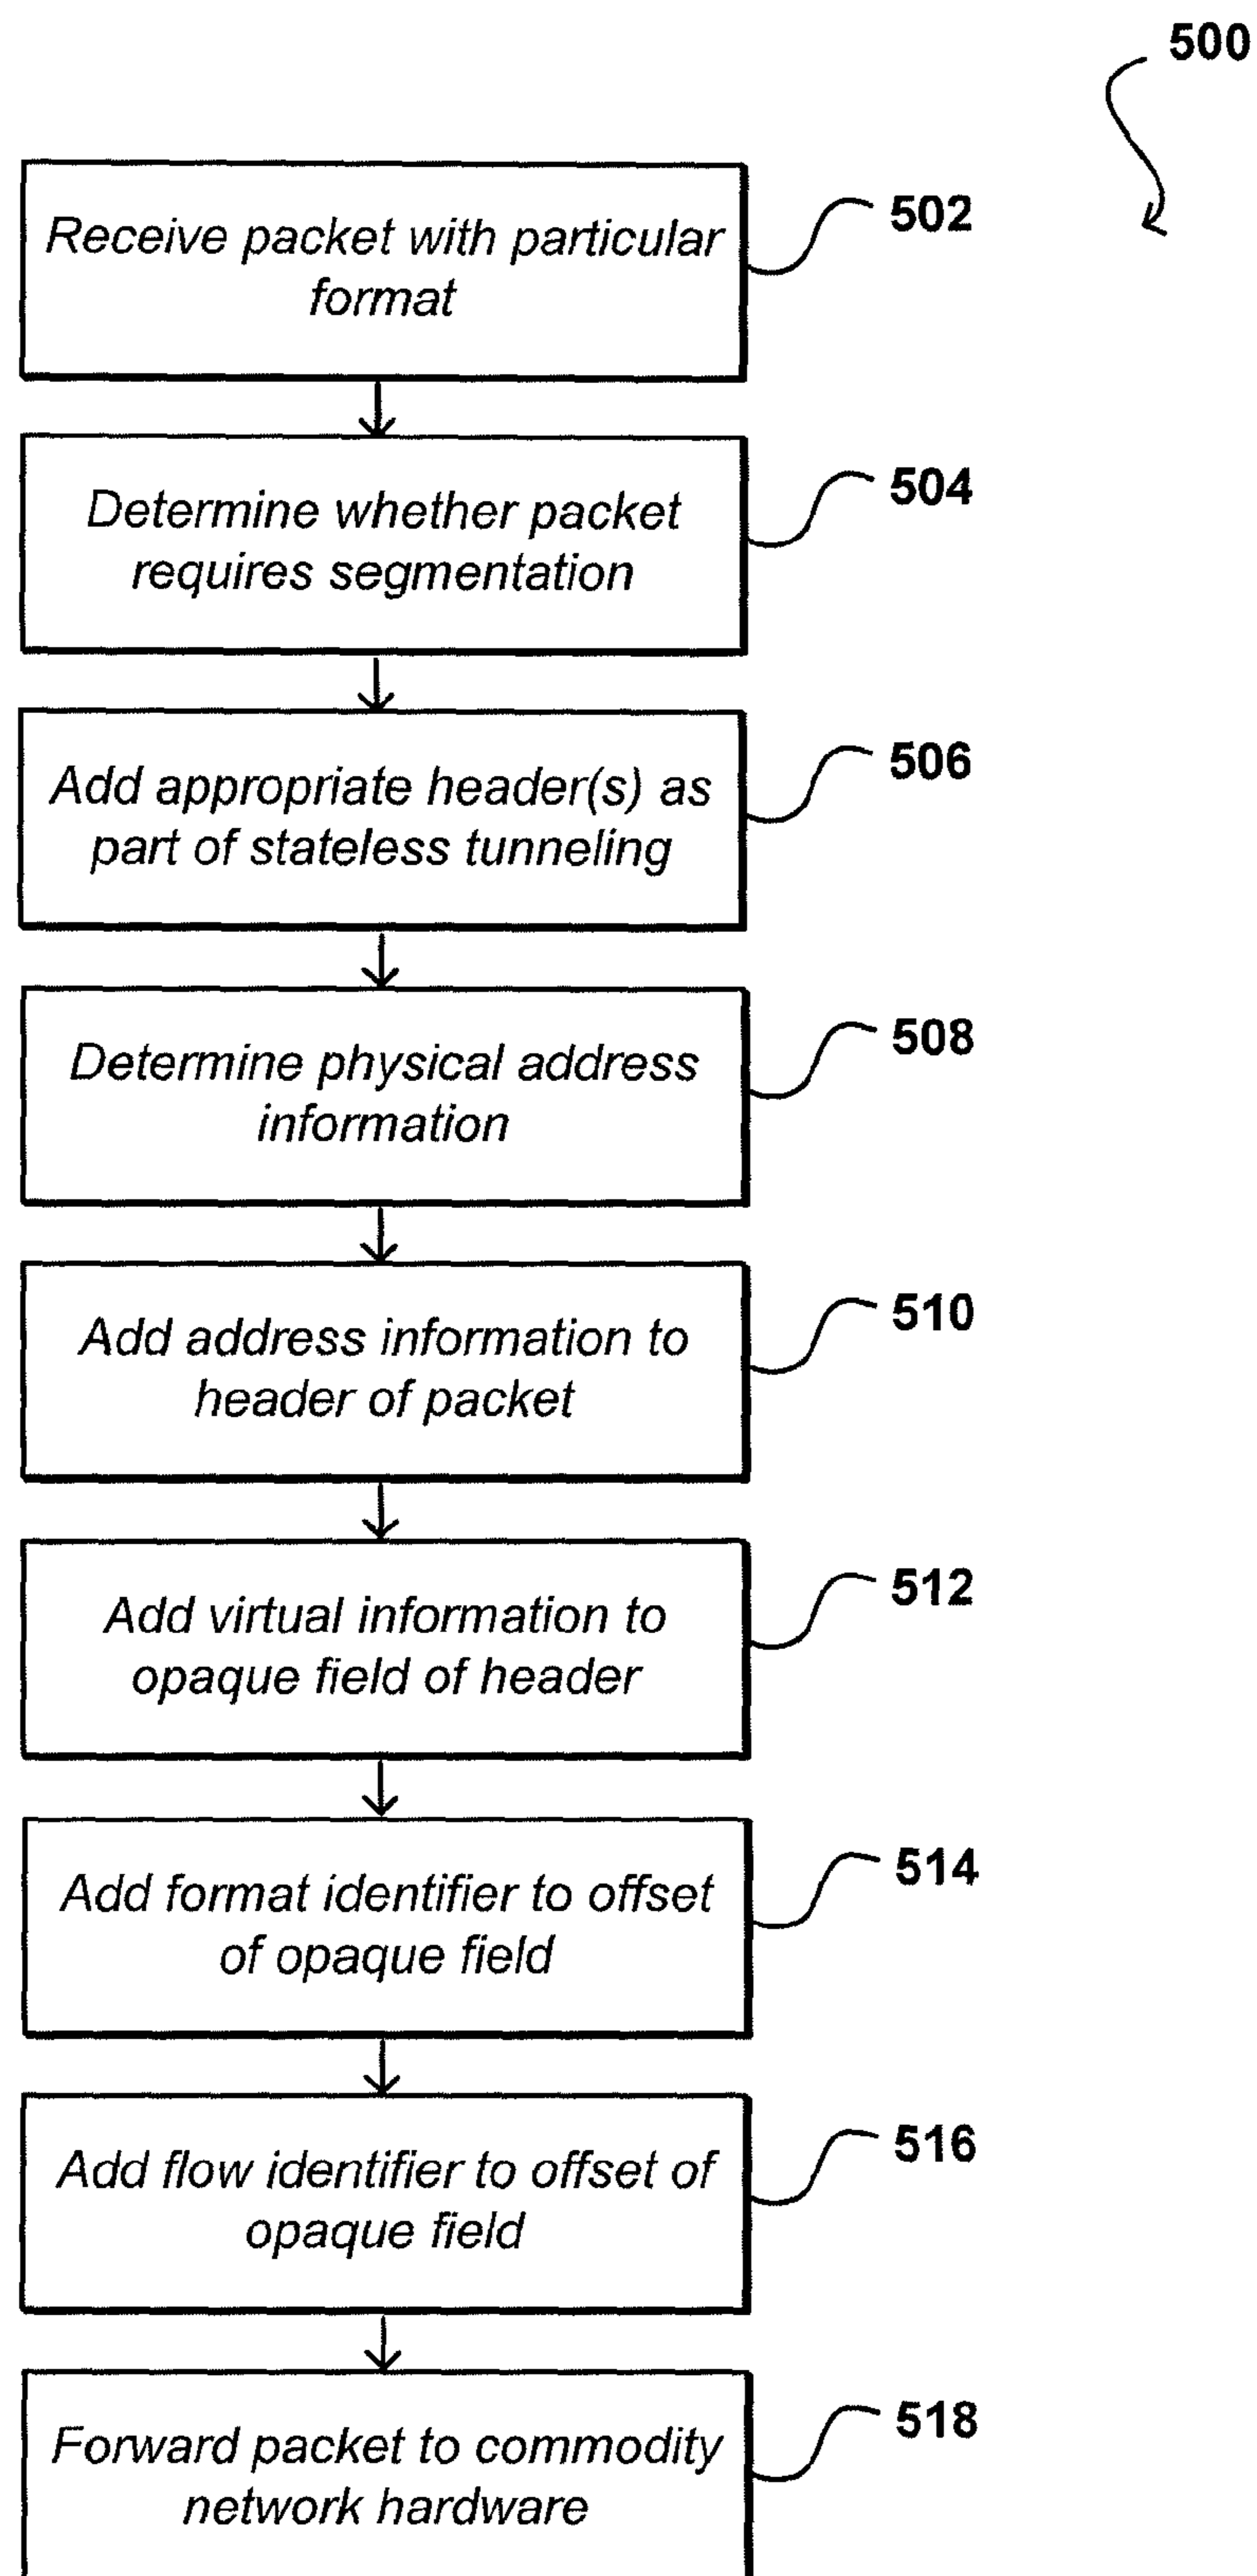 500
Receive packet with particular
format
502
Determine whether packet
requires segmentation
504
Add appropriate header(s) as
part of stateless tunneling
506
Determine physical address
information
508
Add address information to
header of packet
510
Add virtual information to
opaque field of header
512
Add format identifier to offset
of opaque field
514
Add flow identifier to offset of
opaque field
516
Forward packet to commodity
network hardware
518